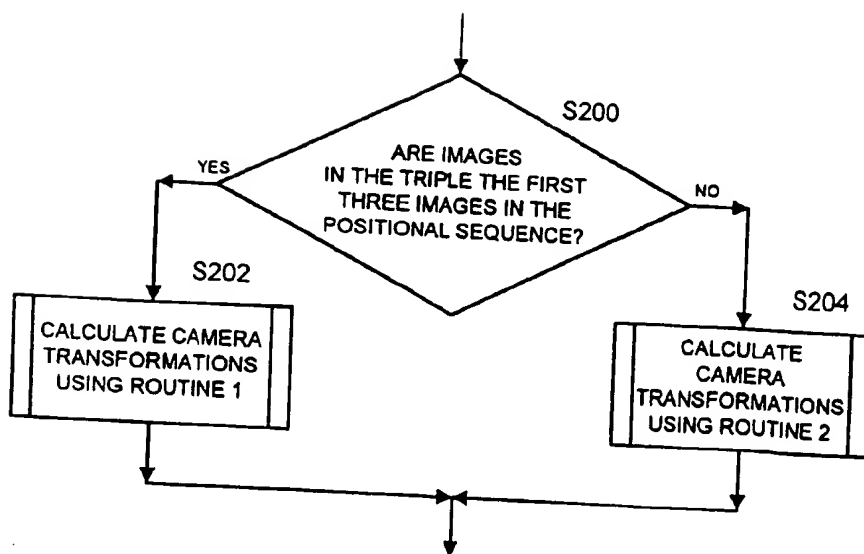 S200
ARE IMAGES
IN THE TRIPLE THE FIRST
THREE IMAGES IN THE
POSITIONAL SEQUENCE?
YES
NO
S202
CALCULATE CAMERA
TRANSFORMATIONS
USING ROUTINE 1
S204
CALCULATE
CAMERA
TRANSFORMATIONS
USING ROUTINE 2